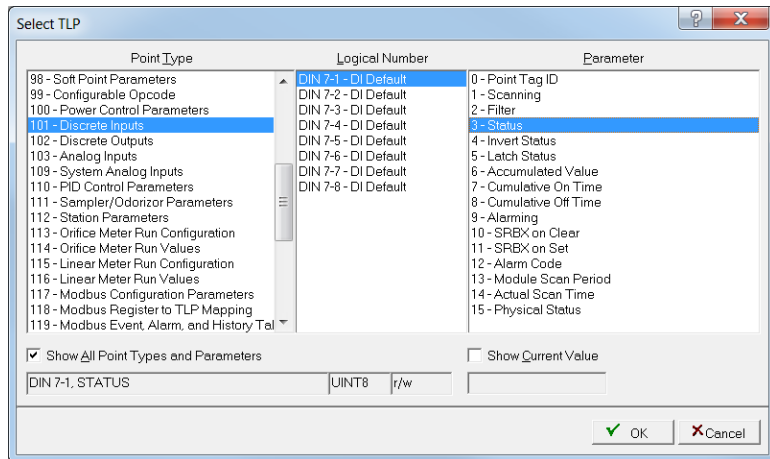 Select TLP
? X
Point Type
Logical Number
Parameter
98 - Soft Point Parameters
99 - Configurable Opcode
100 - Power Control Parameters
101 - Discrete Inputs
102 - Discrete Outputs
103 - Analog Inputs
109 - System Analog Inputs
110 - PID Control Parameters
111 - Sampler/Odorizor Parameters
112 - Station Parameters
113 - Orifice Meter Run Configuration
114 - Orifice Meter Run Values
115 - Linear Meter Run Configuration
116 - Linear Meter Run Values
117 - Modbus Configuration Parameters
118 - Modbus Register to TLP Mapping
119 - Modbus Event, Alarm, and History Tal
DIN 7-1 - DI Default
DIN 7-2 - DI Default
DIN 7-3 - DI Default
DIN 7-4 - DI Default
DIN 7-5 - DI Default
DIN 7-6 - DI Default
DIN 7-7 - DI Default
DIN 7-8 - DI Default
0 - Point Tag ID
1 - Scanning
2 - Filter
3 - Status
4 - Invert Status
5 - Latch Status
6 - Accumulated Value
7 - Cumulative On Time
8 - Cumulative Off Time
9 - Alarming
10 - SRBX on Clear
11 - SRBX on Set
12 - Alarm Code
13 - Module Scan Period
14 - Actual Scan Time
15 - Physical Status
Show All Point Types and Parameters
Show Current Value
DIN 7-1, STATUS
UINT8
r/w
OK
Cancel